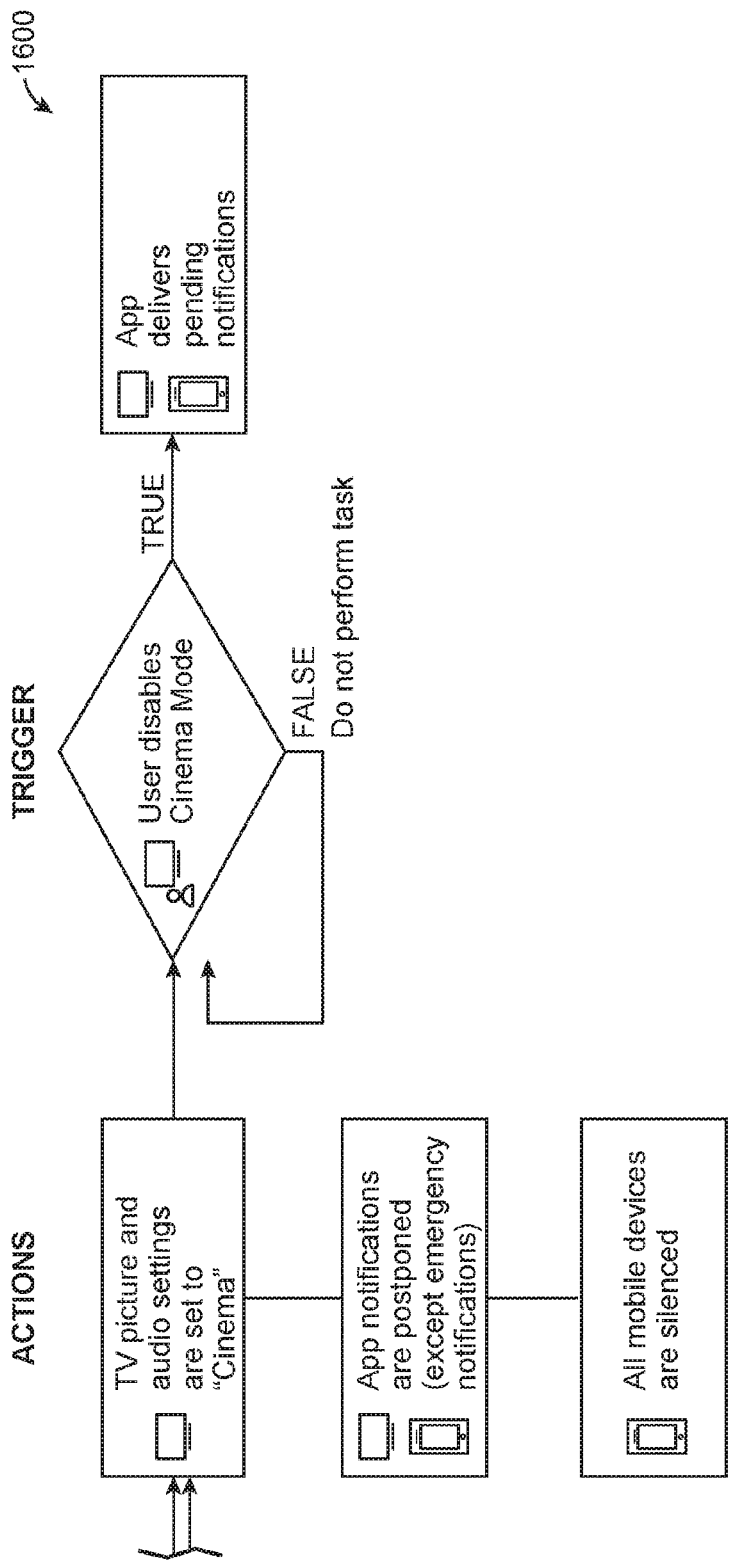 1600
ACTIONS
TRIGGER
TV picture and
audio settings
are set to
“Cinema”
App notifications
are postponed
(except emergency
notifications)
All mobile devices
are silenced
User disables
Cinema Mode
TRUE
FALSE
Do not perform task
App
delivers
pending
notifications